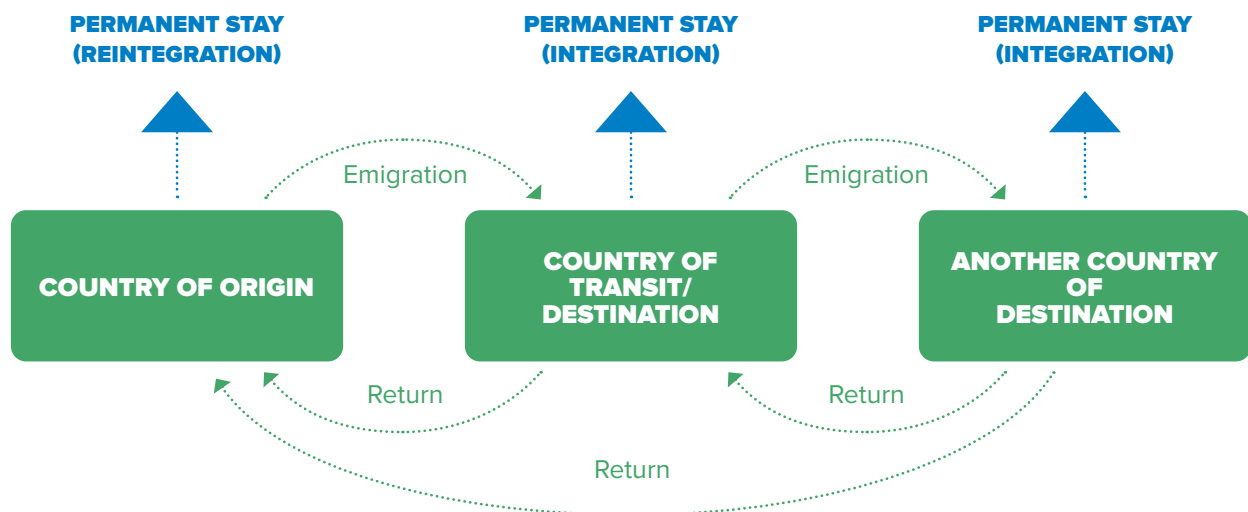 PERMANENT STAY
(REINTEGRATION)
PERMANENT STAY
(INTEGRATION)
PERMANENT STAY
(INTEGRATION)
Emigration
Emigration
COUNTRY OF ORIGIN
COUNTRY OF
TRANSIT/
DESTINATION
ANOTHER COUNTRY
OF
DESTINATION
Return
Return
Return